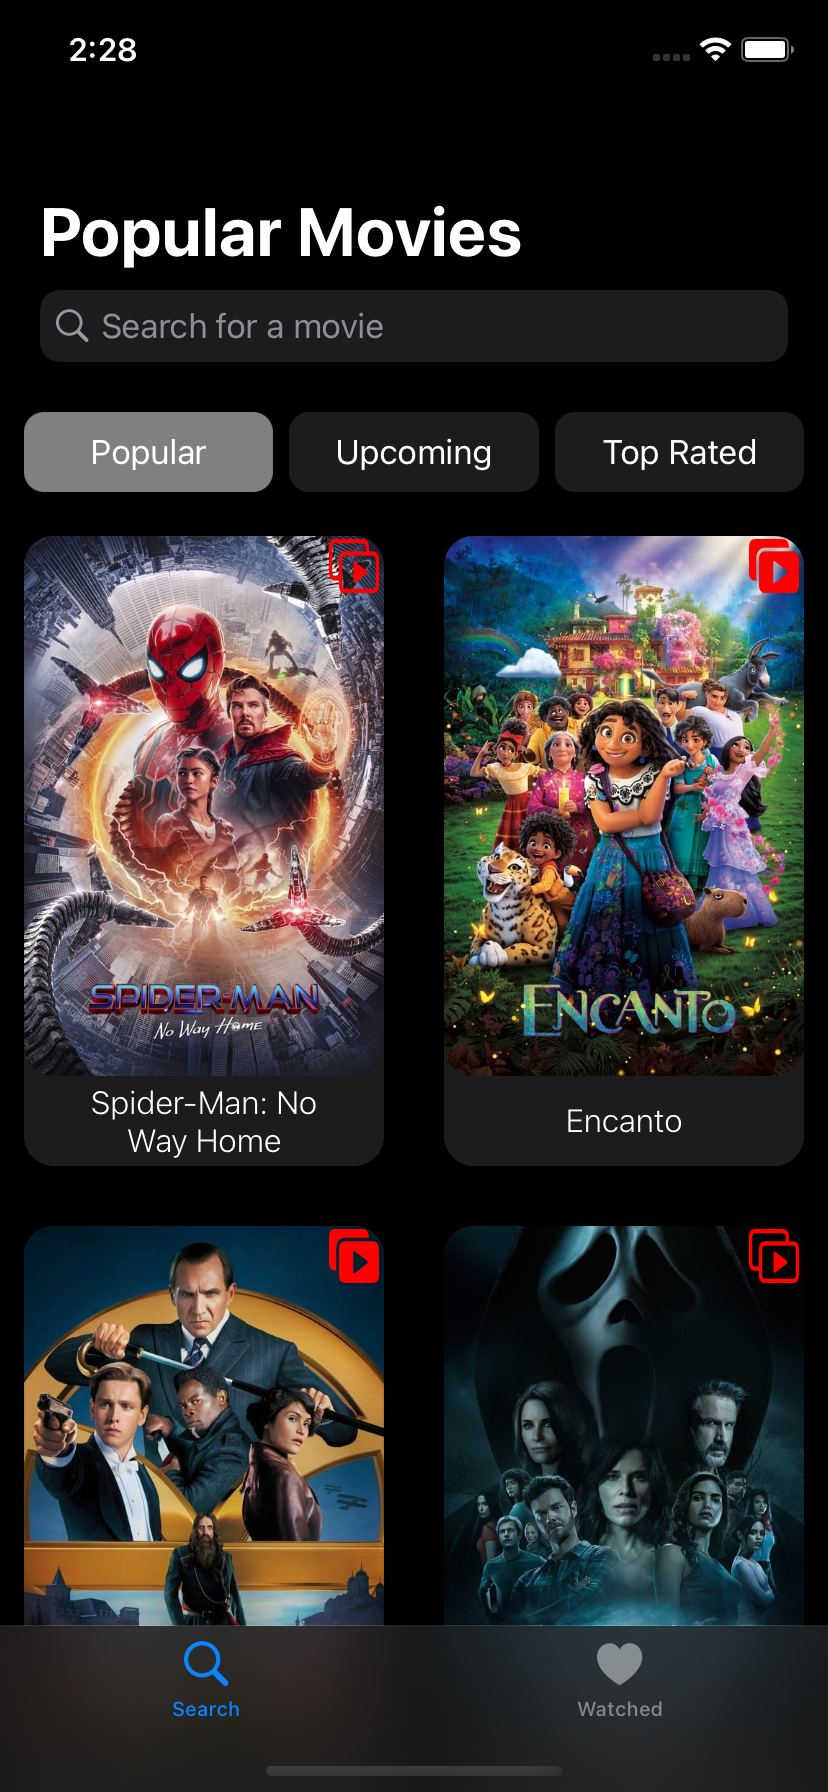 2:28
Popular Movies
Search for a movie
Popular
Upcoming
Top Rated
SPIDER-MAN
No Way Home
ENCANTO
Spider-Man: No
Way Home
Encanto
Search
Watched